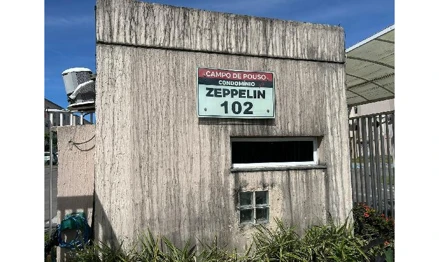 CAMPO DE POUSO
CONDOMÍNIO
ZEPPELIN
102